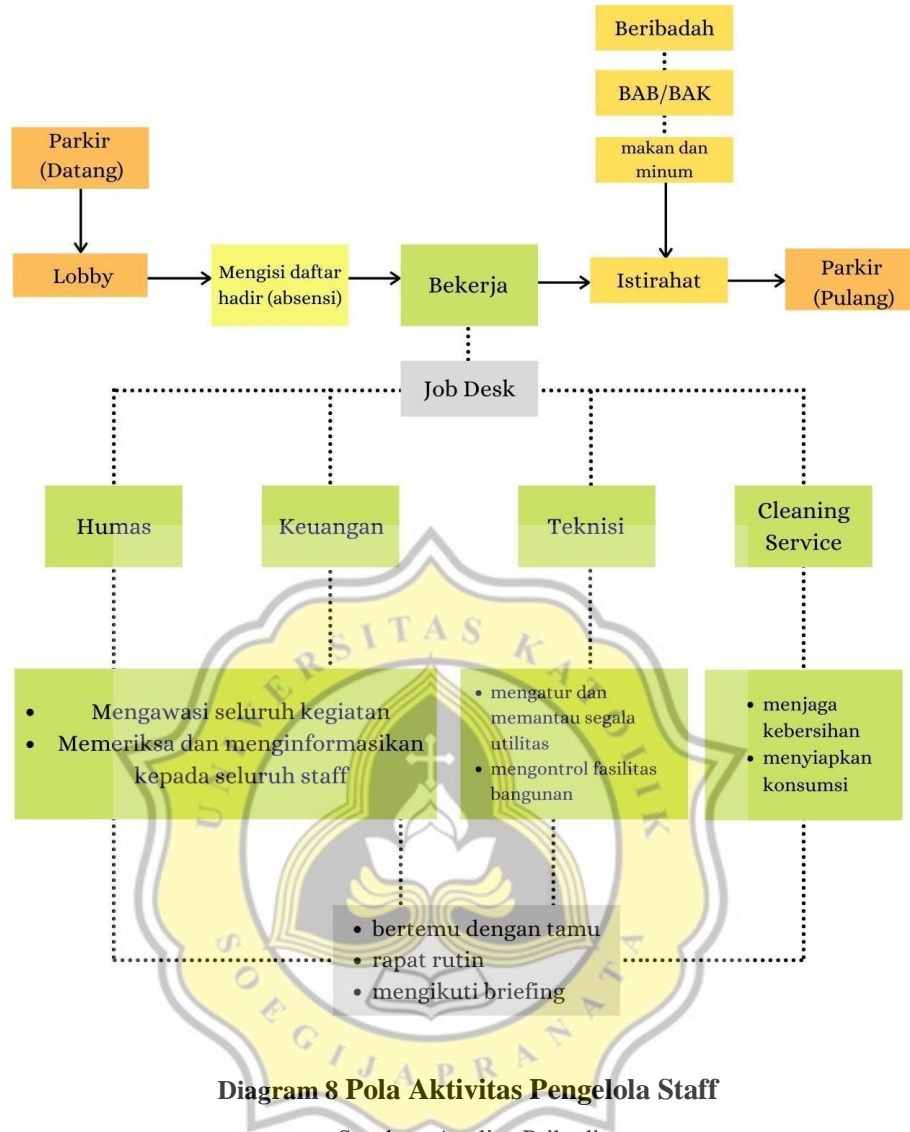 Beribadah
BAB/BAK
makan dan
minum
Parkir
(Datang)
Lobby
Mengisi daftar
hadir (absensi)
Bekerja
Istirahat
Parkir
(Pulang)
Job Desk
Humas
Keuangan
Teknisi
Cleaning
Service
• Mengawasi seluruh kegiatan
• Memeriksa dan menginformasikan
kepada seluruh staff
• mengatur dan
memantau segala
utilitas
• mengontrol fasilitas
bangunan
• menjaga
kebersihan
• menyiapkan
konsumsi
• bertemu dengan tamu
• rapat rutin
• mengikuti briefing
UNIVERSITAS KATOLIK
SOEGIJAPRANATA
Diagram 8 Pola Aktivitas Pengelola Staff